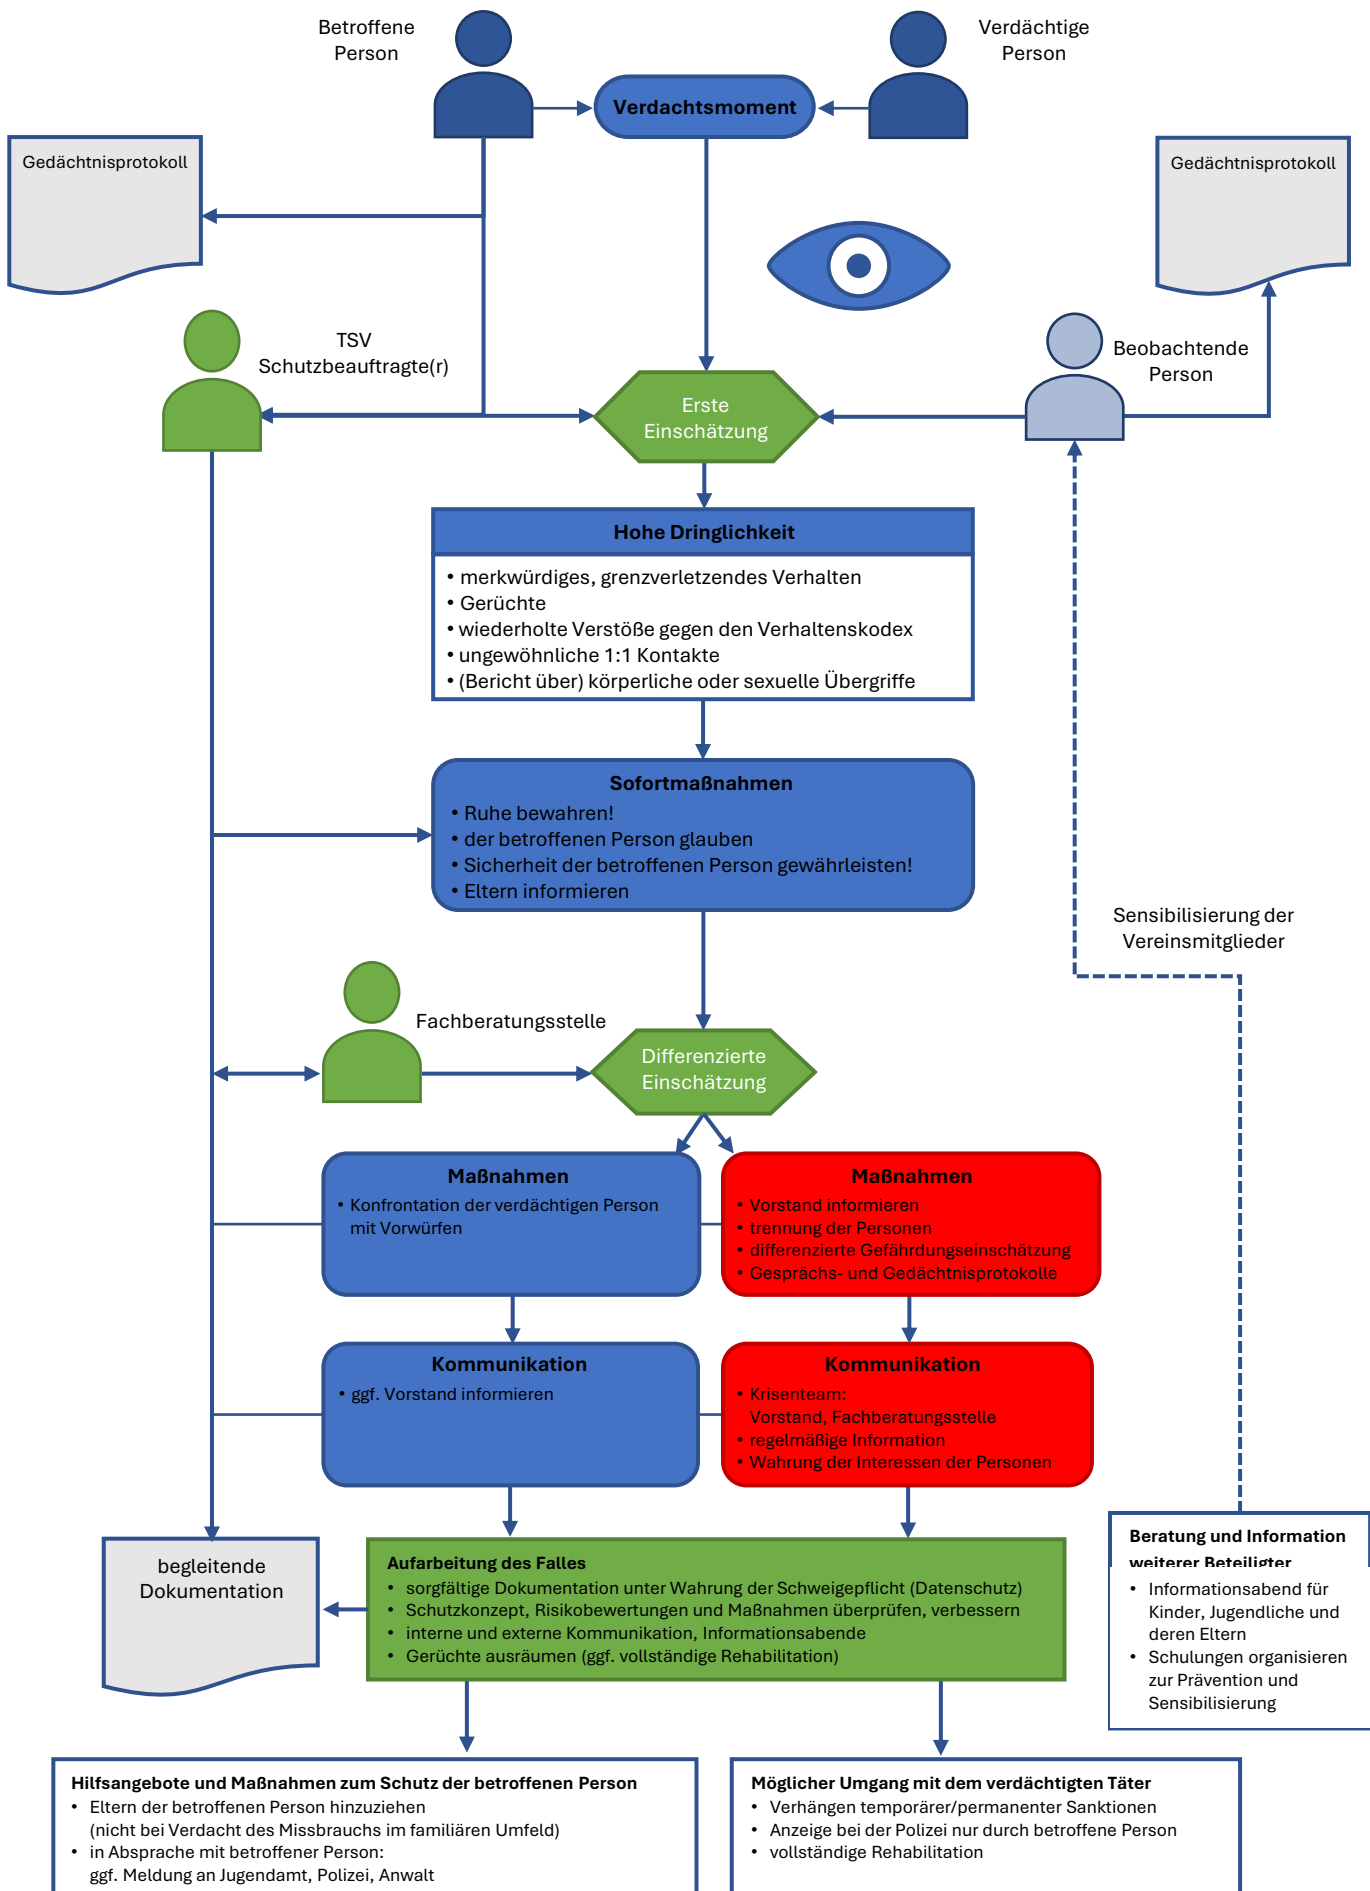 Betroffene
Person
Verdächtige
Person
Verdachtsmoment
Gedächtnisprotokoll
Gedächtnisprotokoll
TSV
Schutzbeauftragte(r)
Beobachtende
Person
Erste
Einschätzung
Hohe Dringlichkeit
• merkwürdiges, grenzverletzendes Verhalten
• Gerüchte
• wiederholte Verstöße gegen den Verhaltenskodex
• ungewöhnliche 1:1 Kontakte
• (Bericht über) körperliche oder sexuelle Übergriffe
Sofortmaßnahmen
• Ruhe bewahren!
• der betroffenen Person glauben
• Sicherheit der betroffenen Person gewährleisten!
• Eltern informieren
Sensibilisierung der
Vereinsmitglieder
Fachberatungsstelle
Differenzierte
Einschätzung
Maßnahmen
• Konfrontation der verdächtigen Person
mit Vorwürfen
Maßnahmen
• Vorstand informieren
• trennung der Personen
• differenzierte Gefährdungseinschätzung
• Gesprächs- und Gedächtnisprotokolle
Kommunikation
• ggf. Vorstand informieren
Kommunikation
• Krisenteam:
Vorstand, Fachberatungsstelle
• regelmäßige Information
• Wahrung der Interessen der Personen
begleitende
Dokumentation
Aufarbeitung des Falles
• sorgfältige Dokumentation unter Wahrung der Schweigepflicht (Datenschutz)
• Schutzkonzept, Risikobewertungen und Maßnahmen überprüfen, verbessern
• interne und externe Kommunikation, Informationsabende
• Gerüchte ausräumen (ggf. vollständige Rehabilitation)
Beratung und Information
weiterer Beteiligter
• Informationsabend für
Kinder, Jugendliche und
deren Eltern
• Schulungen organisieren
zur Prävention und
Sensibilisierung
Hilfsangebote und Maßnahmen zum Schutz der betroffenen Person
• Eltern der betroffenen Person hinzuziehen
(nicht bei Verdacht des Missbrauchs im familiären Umfeld)
• in Absprache mit betroffener Person:
ggf. Meldung an Jugendamt, Polizei, Anwalt
Möglicher Umgang mit dem verdächtigten Täter
• Verhängen temporärer/permanenter Sanktionen
• Anzeige bei der Polizei nur durch betroffene Person
• vollständige Rehabilitation